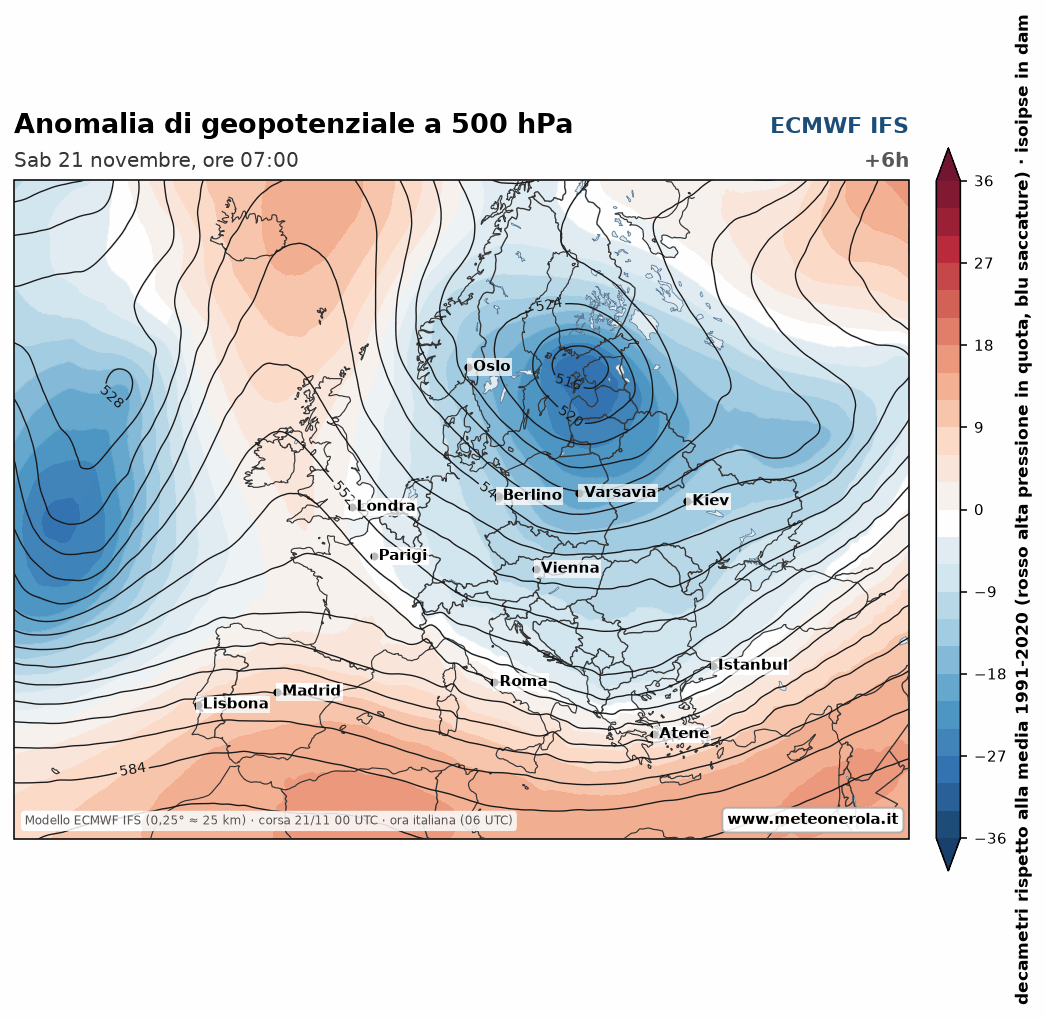 Anomalia di geopotenziale a 500 hPa
ECMWF IFS
Sab 21 novembre, ore 07:00
+6h
524
528
516
520
Oslo
552
Londra
Berlino
Varsavia
Kiev
Parigi
Vienna
Roma
Istanbul
Madrid
Lisbona
Atene
584
Modello ECMWF IFS (0,25° ≈ 25 km) · corsa 21/11 00 UTC · ora italiana (06 UTC)
www.meteonerola.it
36
27
18
9
0
−9
−18
−27
−36
decametri rispetto alla media 1991-2020 (rosso alta pressione in quota, blu saccature) · isoipse in dam